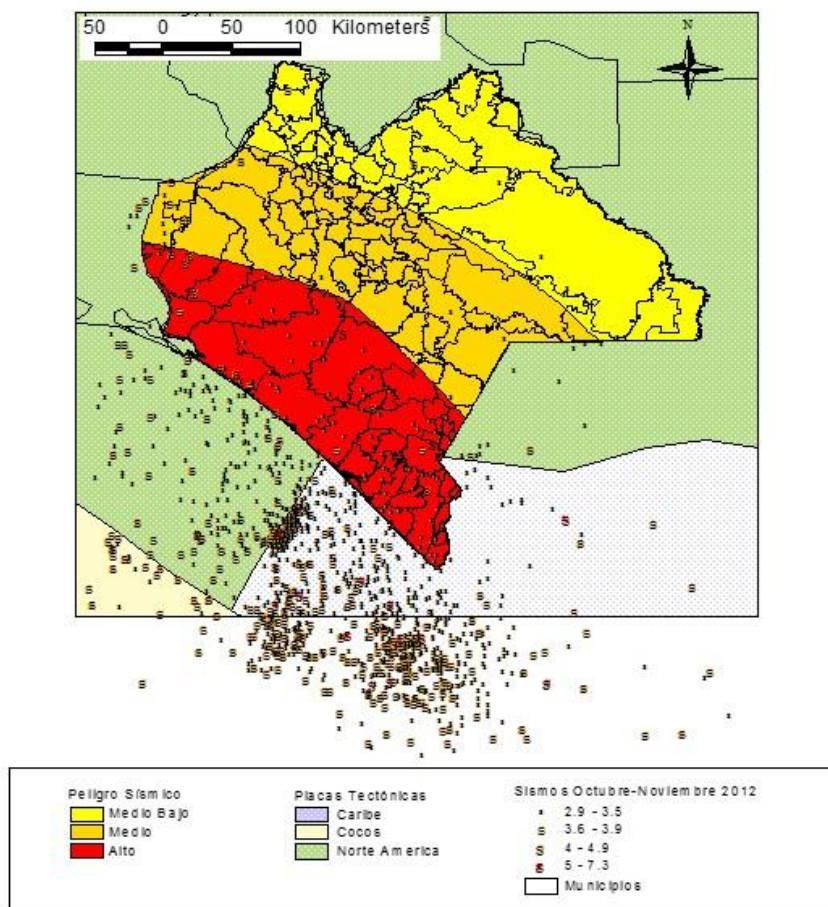 50 0 50 100 Kilometers
N
Peligro Sísmico
Medio Bajo
Medio
Alto
Placas Tectónicas
Caribe
Cocos
Norte America
Sismos Octubre-Noviembre 2012
2.9 - 3.5
3.6 - 3.9
4 - 4.9
5 - 7.3
Municipios